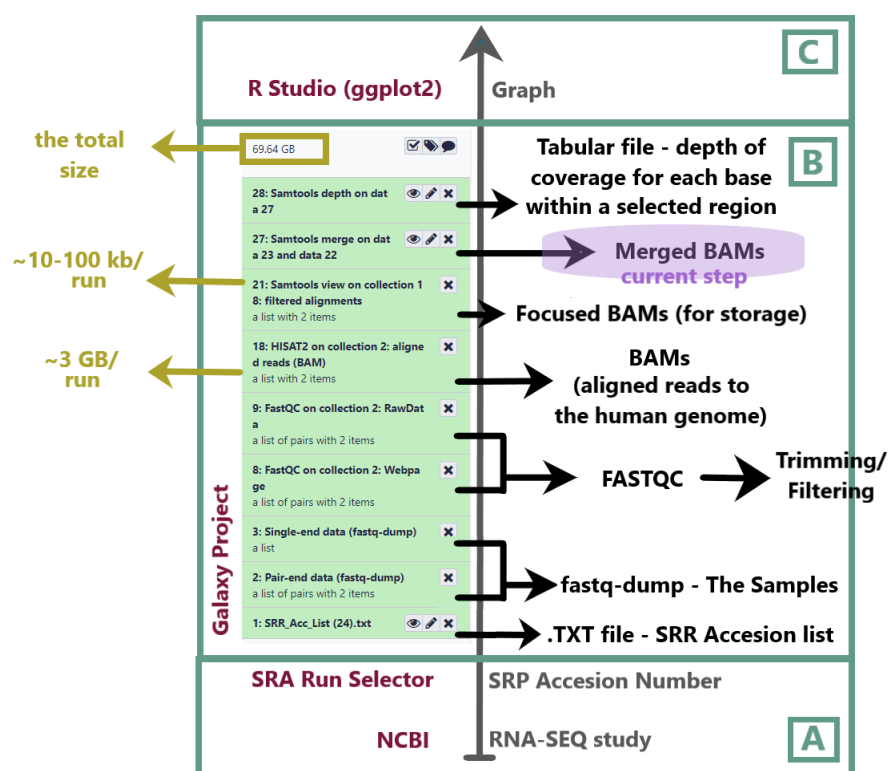 C
R Studio (ggplot2)
Graph
the total
size
69.64 GB
B
Tabular file - depth of
coverage for each base
within a selected region
28: Samtools depth on dat
a 27
27: Samtools merge on dat
a 23 and data 22
Merged BAMs
current step
~10-100 kb/
run
21: Samtools view on collection 1
8: filtered alignments
a list with 2 items
Focused BAMs (for storage)
~3 GB/
run
18: HISAT2 on collection 2: aligne
d reads (BAM)
a list with 2 items
BAMs
(aligned reads to
the human genome)
9: FastQC on collection 2: RawDat
a
a list of pairs with 2 items
8: FastQC on collection 2: Webpa
ge
a list of pairs with 2 items
FASTQC
Trimming/
Filtering
Galaxy Project
3: Single-end data (fastq-dump)
a list
2: Pair-end data (fastq-dump)
a list of pairs with 2 items
fastq-dump - The Samples
1: SRR_Acc_List (24).txt
.TXT file - SRR Accesion list
SRA Run Selector
SRP Accesion Number
NCBI
RNA-SEQ study
A